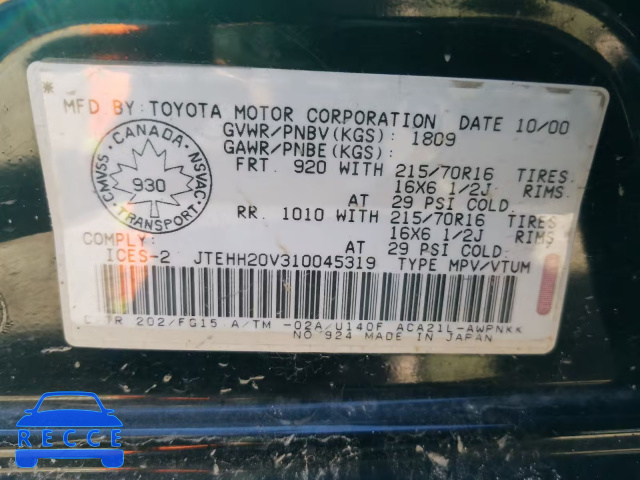 MFD BY: TOYOTA MOTOR CORPORATION DATE 10/00
GVWR/PNBV(KGS): 1809
GAWR/PNBE(KGS):
FRT. 920 WITH 215/70R16 TIRES
16X6 1/2J RIMS
AT 29 PSI COLD.
RR. 1010 WITH 215/70R16 TIRES
16X6 1/2J RIMS
AT 29 PSI COLD.
CANADA
CMVSS NSVAC
930
TRANSPORT
COMPLY:
ICES-2 JTEHH20V310045319 TYPE MPV/VTUM
202/FG15 A/TM -02A/U140F ACA21L-AWPNKK
NO 924 MADE IN JAPAN
RECCE